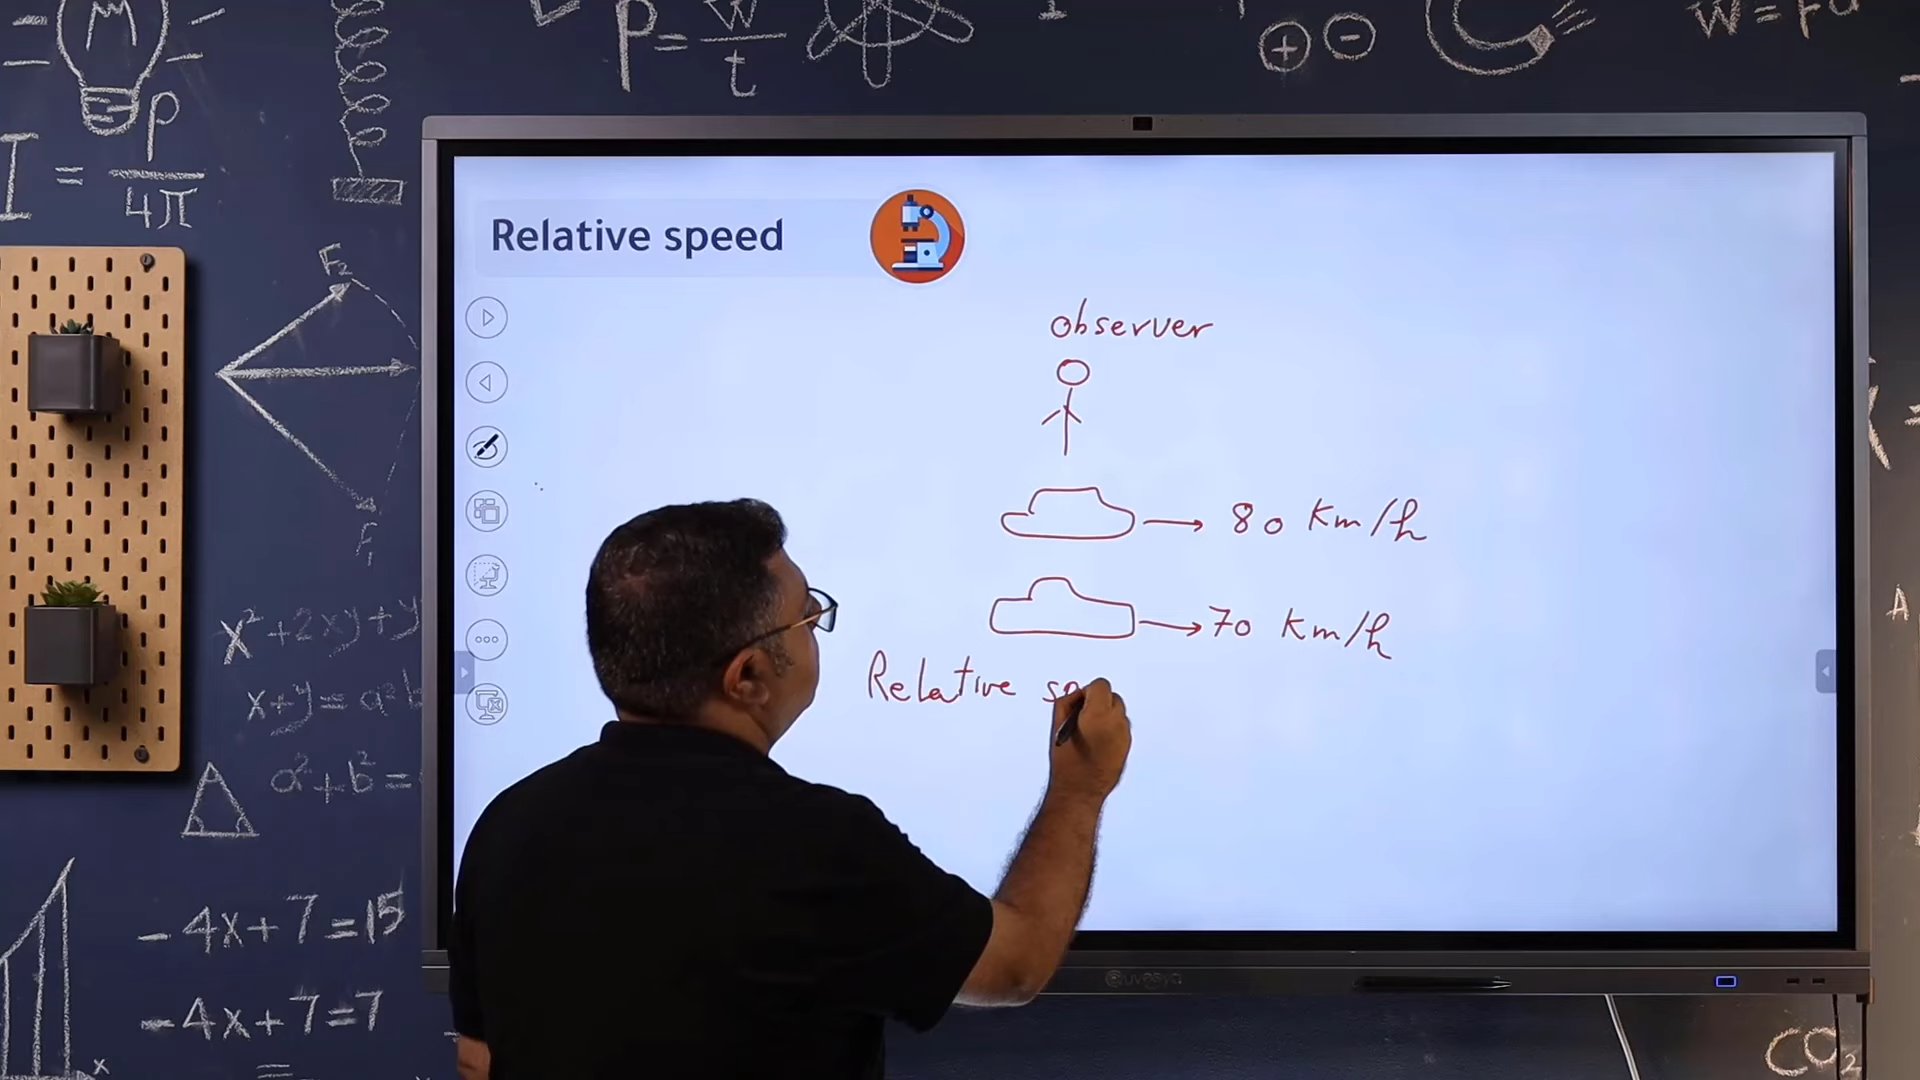 P = W/t
W = Fd
P
I = P/4π
Relative speed
F₂
observer
80 Km/h
F₁
70 Km/h
x²+2xy+y
Relative
x+y = a²b
a²+b²=
A
-4x+7=15
-4x+7=7
x
CO₂